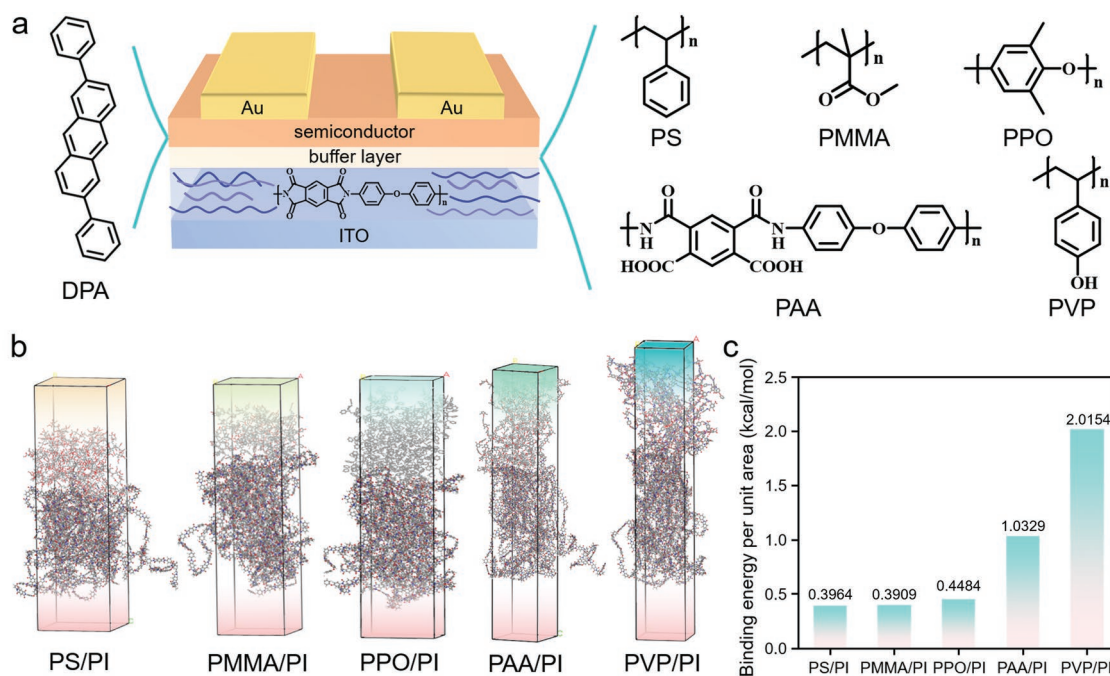 a
Au
Au
semiconductor
buffer layer
O
O
N
N
O
O
O
n
ITO
DPA
n
PS
n
O
O
PMMA
O
n
PPO
O
O
N
H
N
H
O
n
HOOC
COOH
PAA
n
OH
PVP
b
PS/PI
PMMA/PI
PPO/PI
PAA/PI
PVP/PI
c
Binding energy per unit area (kcal/mol)
2.5
2.0
1.5
1.0
0.5
0.0
0.3964
0.3909
0.4484
1.0329
2.0154
PS/PI PMMA/PI PPO/PI PAA/PI PVP/PI